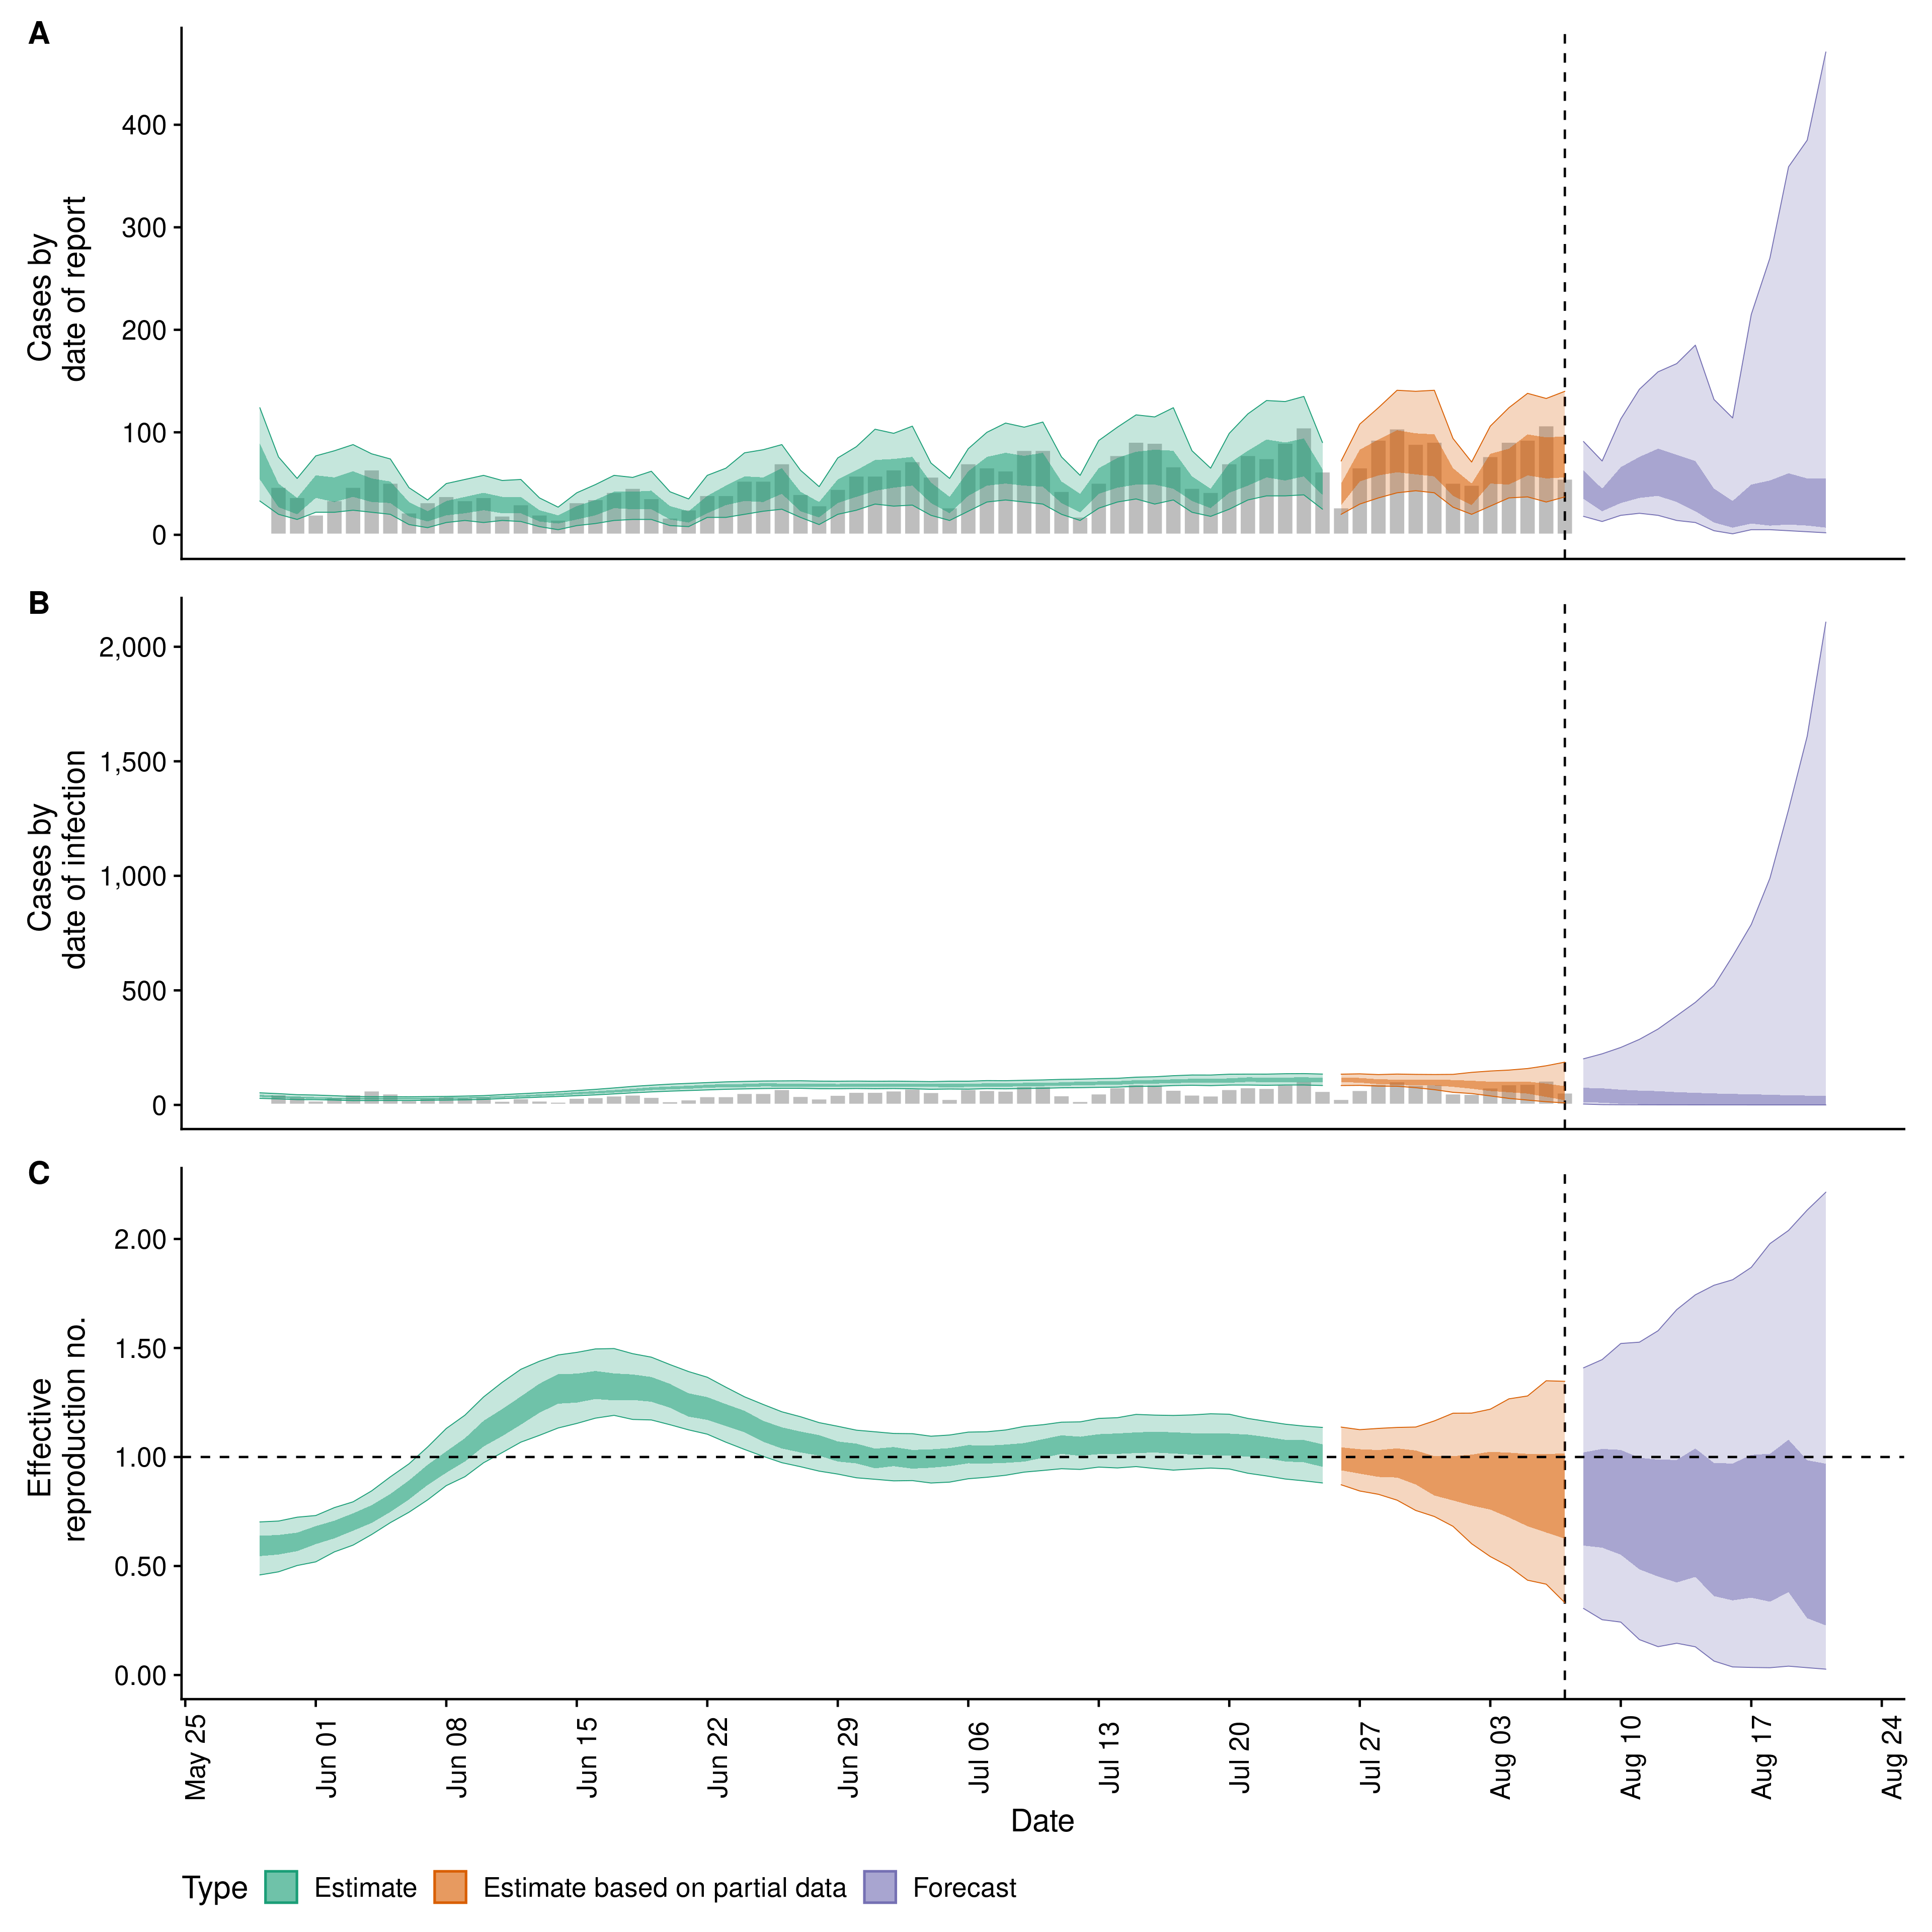 A
Cases by
date of report
400
300
200
100
0
B
Cases by
date of infection
2,000
1,500
1,000
500
0
C
Effective
reproduction no.
2.00
1.50
1.00
0.50
0.00
May 25
Jun 01
Jun 08
Jun 15
Jun 22
Jun 29
Jul 06
Jul 13
Jul 20
Jul 27
Aug 03
Aug 10
Aug 17
Aug 24
Date
Type Estimate Estimate based on partial data Forecast